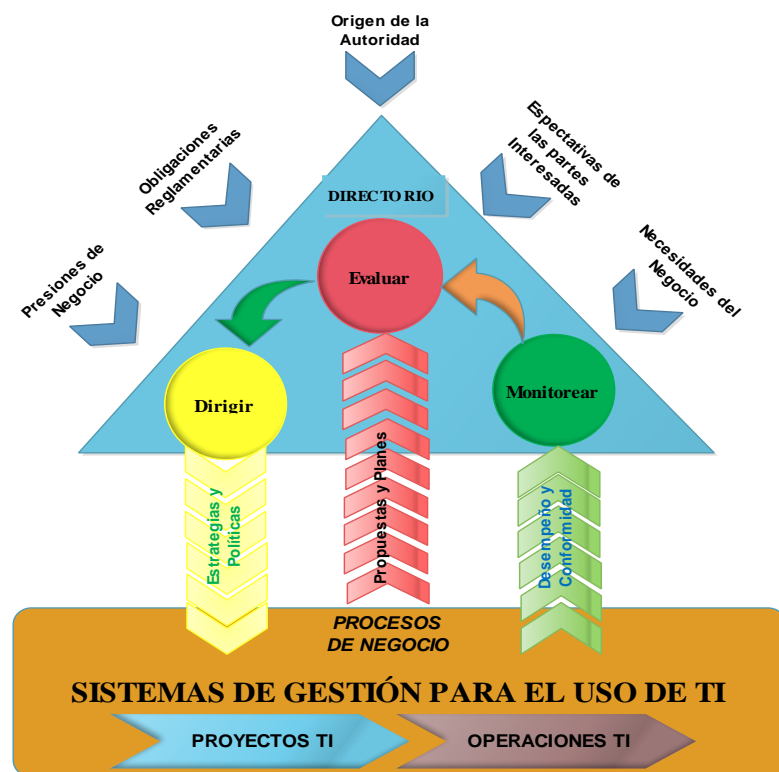 Origen de la
Autoridad
Obligaciones
Reglamentarias
Espectativas de
las partes
Interesadas
Presiones de
Negocio
Necesidades del
Negocio
DIRECTORIO
Evaluar
Dirigir
Monitorear
Estrategias y
Políticas
Propuestas y Planes
Desempeño y
Conformidad
PROCESOS
DE NEGOCIO
SISTEMAS DE GESTIÓN PARA EL USO DE TI
PROYECTOS TI
OPERACIONES TI